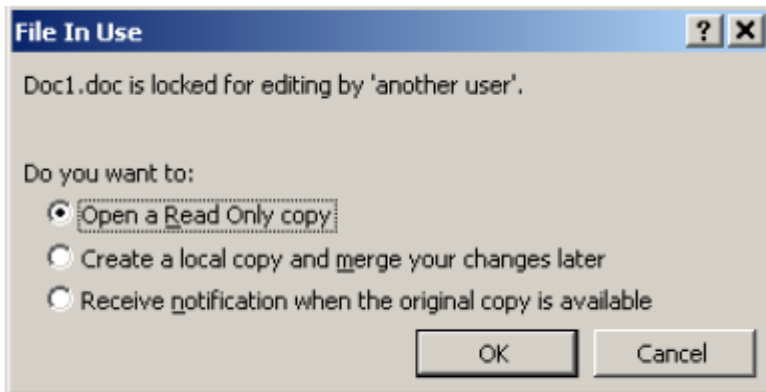 File In Use
Doc1.doc is locked for editing by 'another user'.
Do you want to:
Open a Read Only copy
Create a local copy and merge your changes later
Receive notification when the original copy is available
OK Cancel